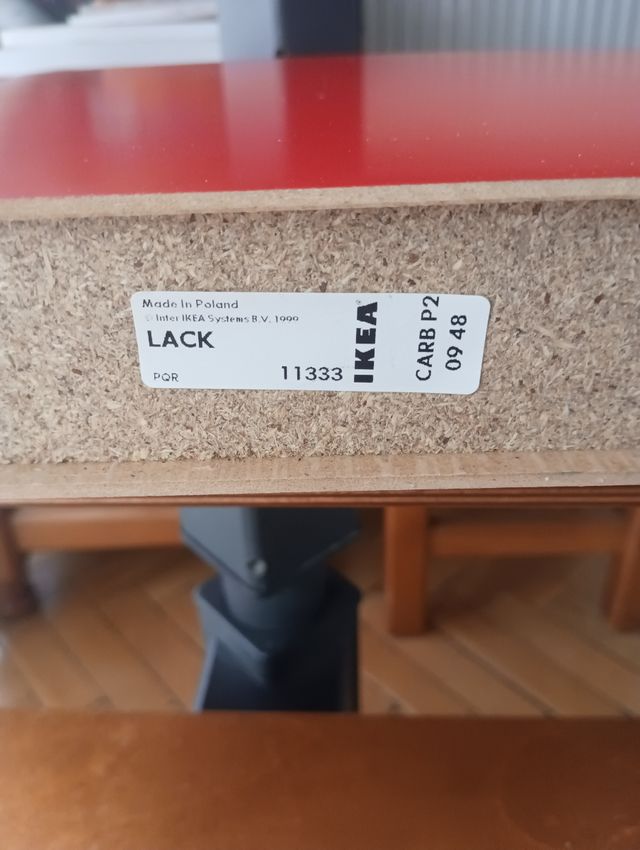 Made In Poland
© Inter IKEA Systems B.V. 1999
LACK
PQR
11333
IKEA
CARB P2
09 48